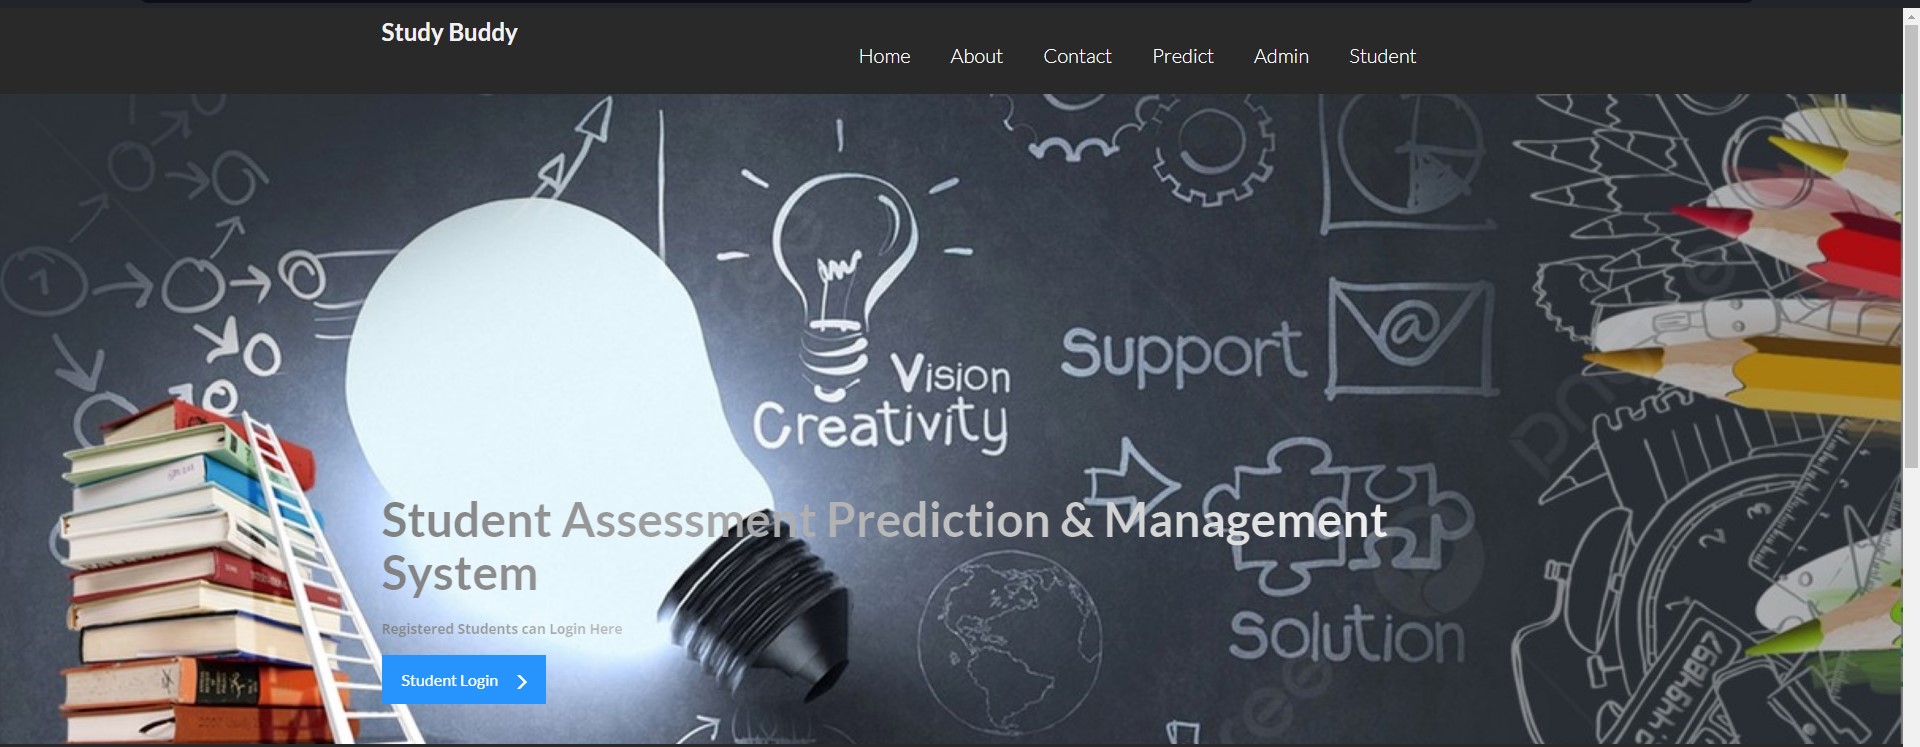 Study Buddy
Home About Contact Predict Admin Student
1
Vision
Creativity
Support
@
Student Assessment Prediction & Management
System
Registered Students can Login Here
Solution
Student Login